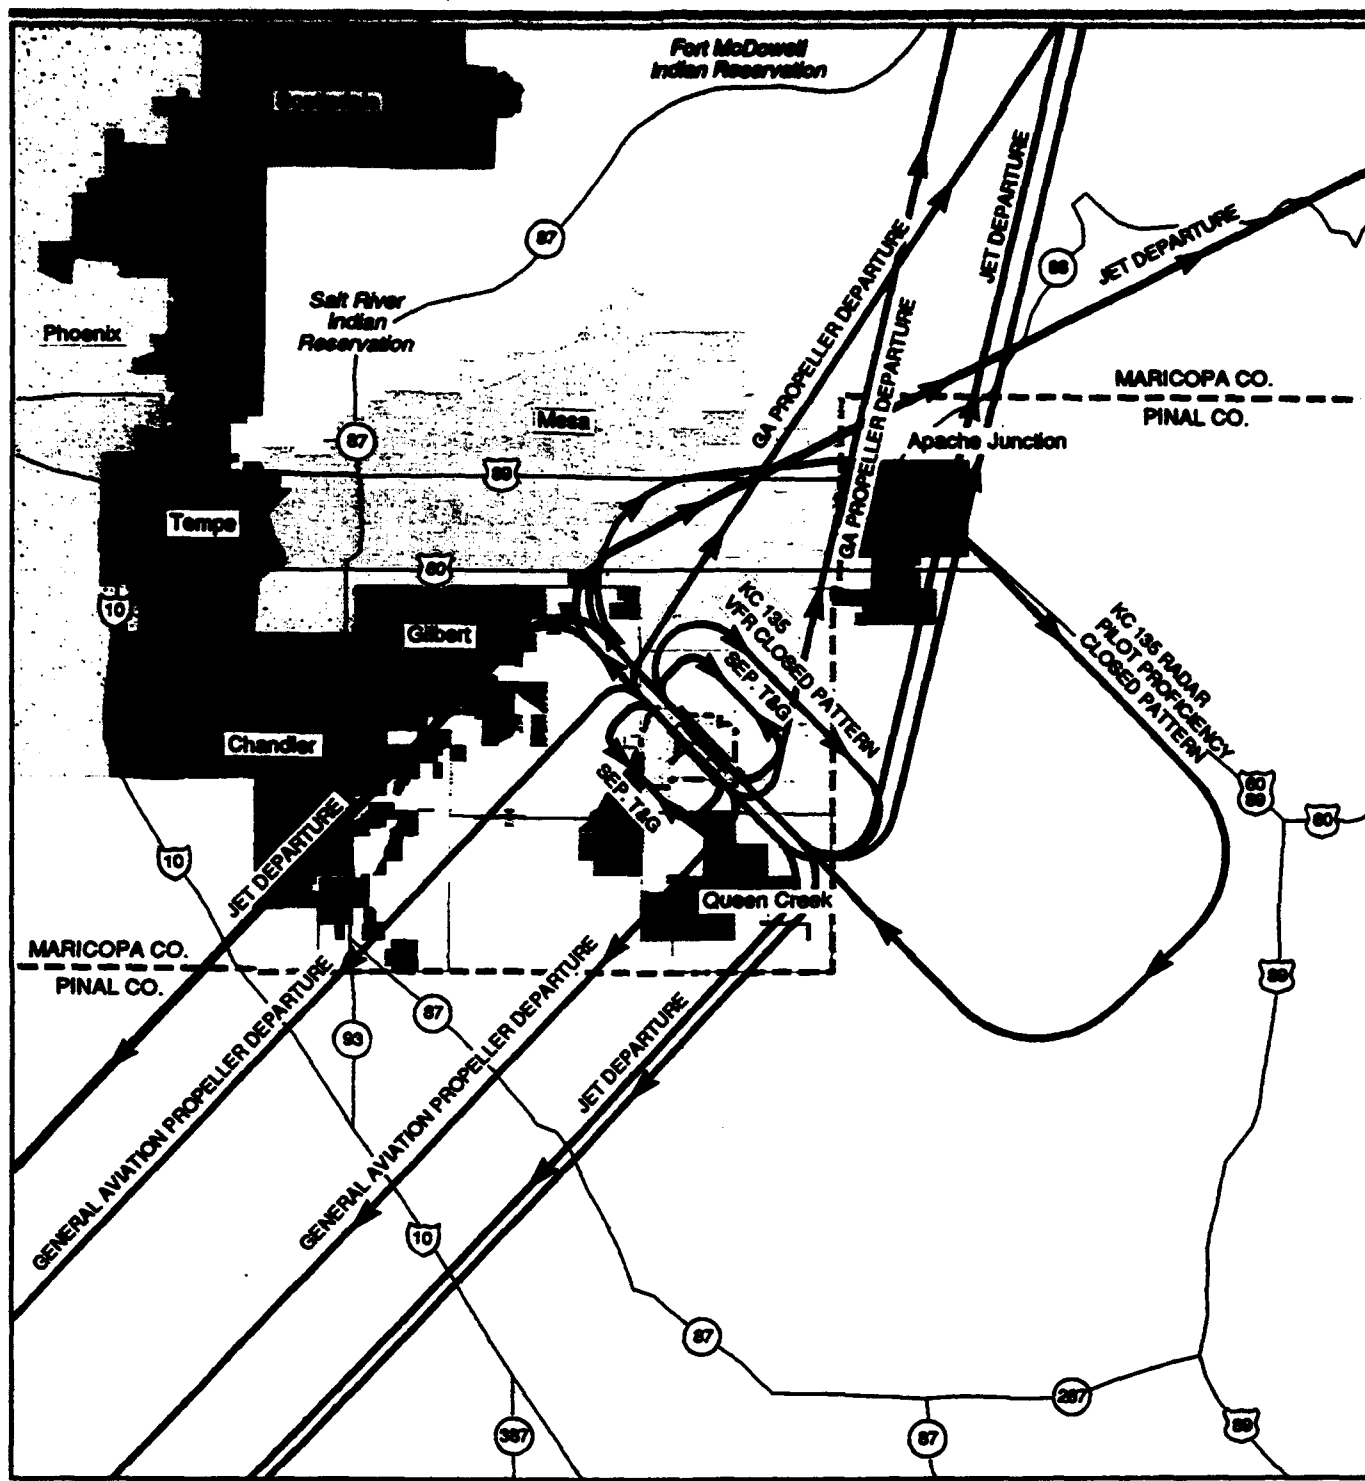 Fort McDowell
Indian Reservation
Scottsdale
87
JET DEPARTURE
JET DEPARTURE
88
GA PROPELLER DEPARTURE
Salt River
Indian
Reservation
Phoenix
GA PROPELLER DEPARTURE
MARICOPA CO.
PINAL CO.
Mesa
87
Apache Junction
89
Tempe
60
10
KC 135
VFR CLOSED PATTERN
KC 135 RADAR
PILOT PROFICIENCY
CLOSED PATTERN
Gilbert
SEP. T&G
Chandler
SEP. T&G
60
89
60
JET DEPARTURE
10
Queen Creek
MARICOPA CO.
PINAL CO.
89
87
93
GENERAL AVIATION PROPELLER DEPARTURE
GENERAL AVIATION PROPELLER DEPARTURE
JET DEPARTURE
10
87
287
387
87
89